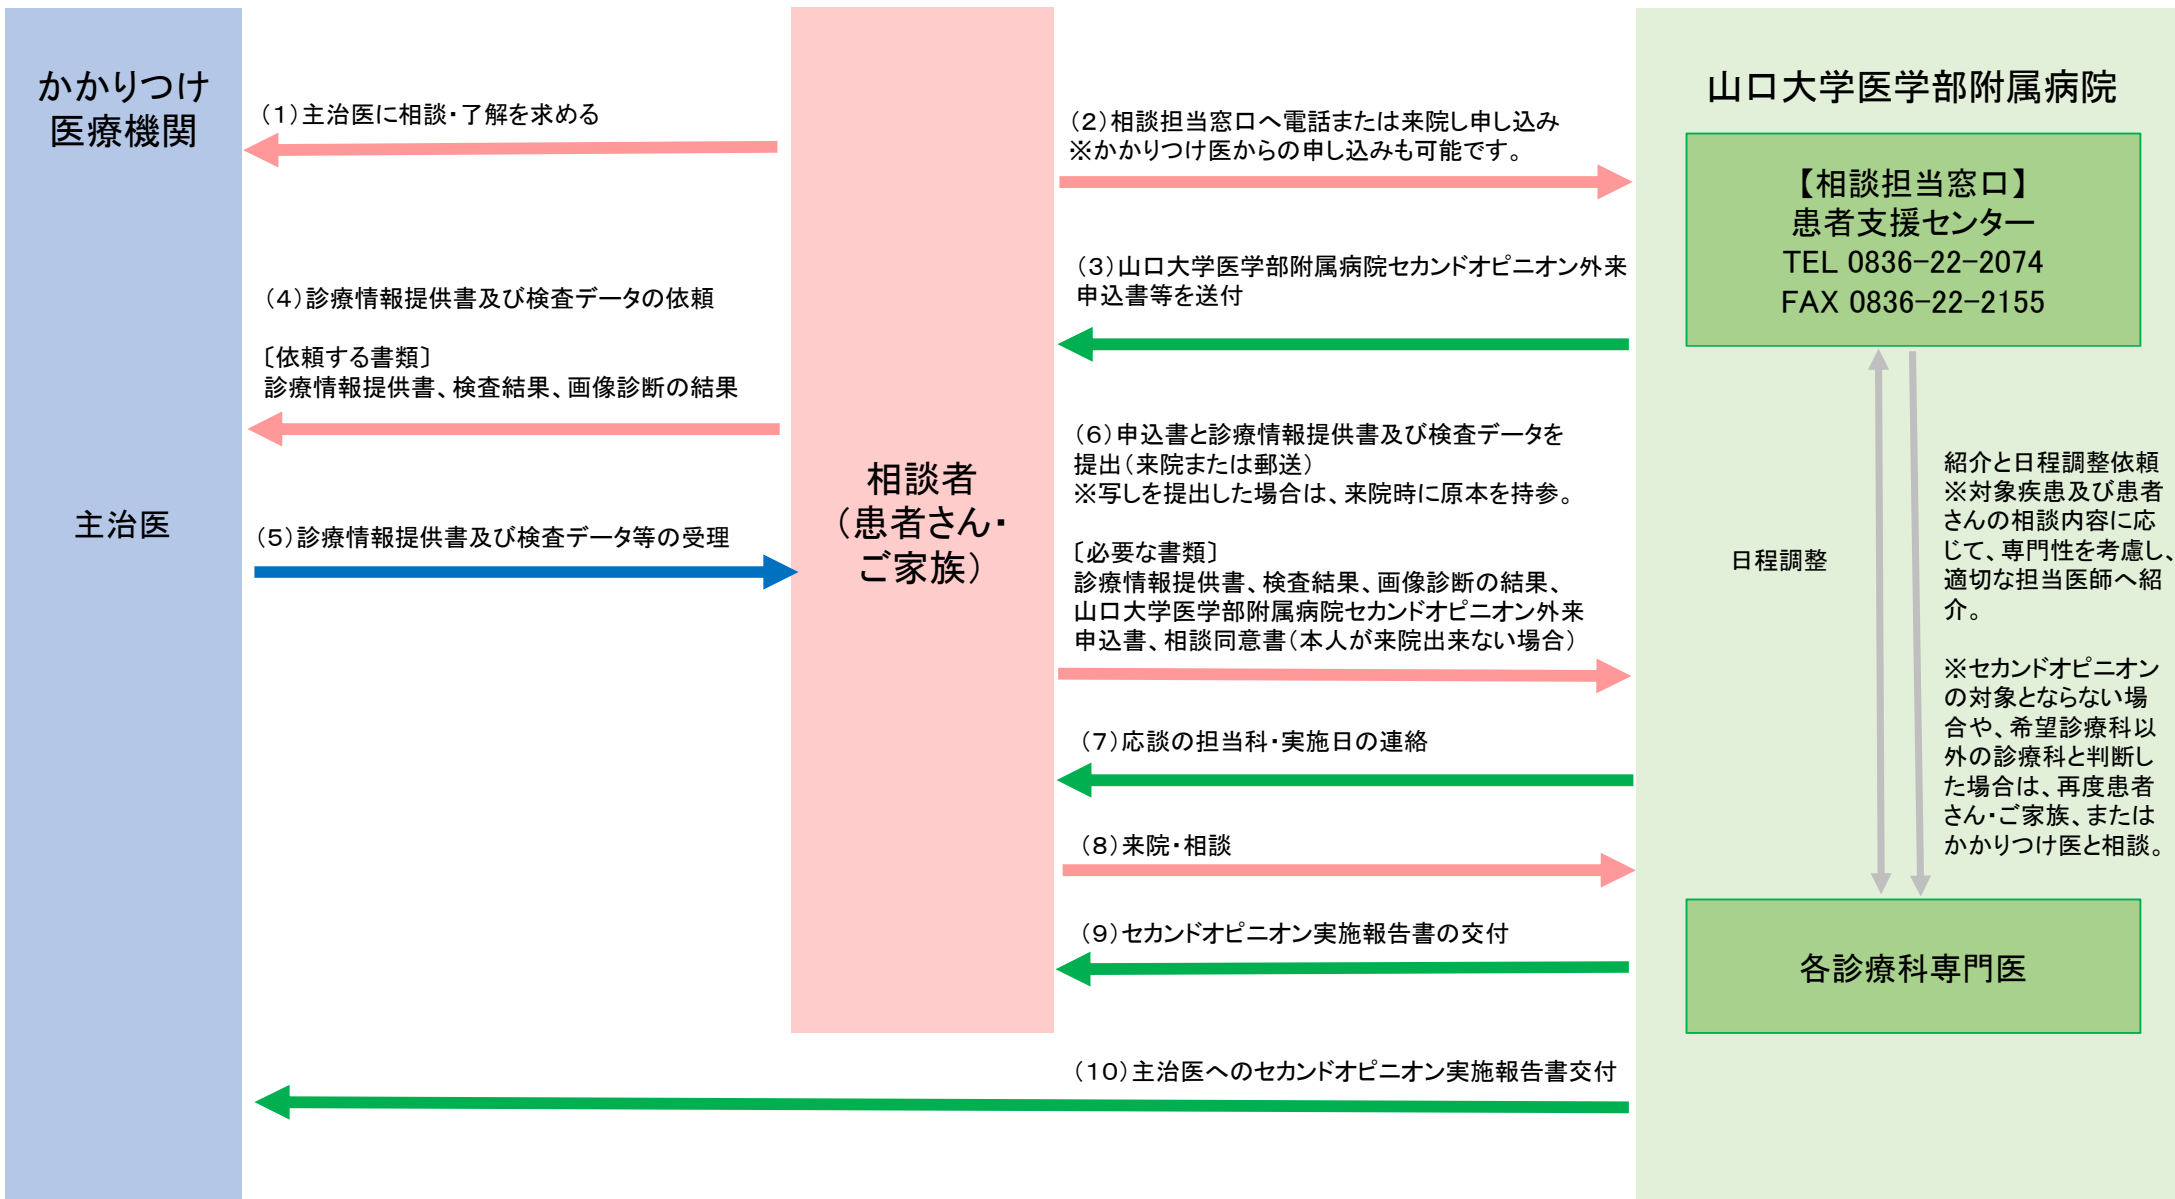 かかりつけ
医療機関
主治医
(1)主治医に相談・了解を求める
(4)診療情報提供書及び検査データの依頼
〔依頼する書類〕
診療情報提供書、検査結果、画像診断の結果
(5)診療情報提供書及び検査データ等の受理
相談者
(患者さん・
ご家族)
(2)相談担当窓口へ電話または来院し申し込み
※かかりつけ医からの申し込みも可能です。
(3)山口大学医学部附属病院セカンドオピニオン外来
申込書等を送付
(6)申込書と診療情報提供書及び検査データを
提出(来院または郵送)
※写しを提出した場合は、来院時に原本を持参。
〔必要な書類〕
診療情報提供書、検査結果、画像診断の結果、
山口大学医学部附属病院セカンドオピニオン外来
申込書、相談同意書(本人が来院出来ない場合)
(7)応談の担当科・実施日の連絡
(8)来院・相談
(9)セカンドオピニオン実施報告書の交付
(10)主治医へのセカンドオピニオン実施報告書交付
山口大学医学部附属病院
【相談担当窓口】
患者支援センター
TEL 0836-22-2074
FAX 0836-22-2155
日程調整
紹介と日程調整依頼
※対象疾患及び患者
さんの相談内容に応
じて、専門性を考慮し、
適切な担当医師へ紹
介。
※セカンドオピニオン
の対象とならない場
合や、希望診療科以
外の診療科と判断し
た場合は、再度患者
さん・ご家族、または
かかりつけ医と相談。
各診療科専門医